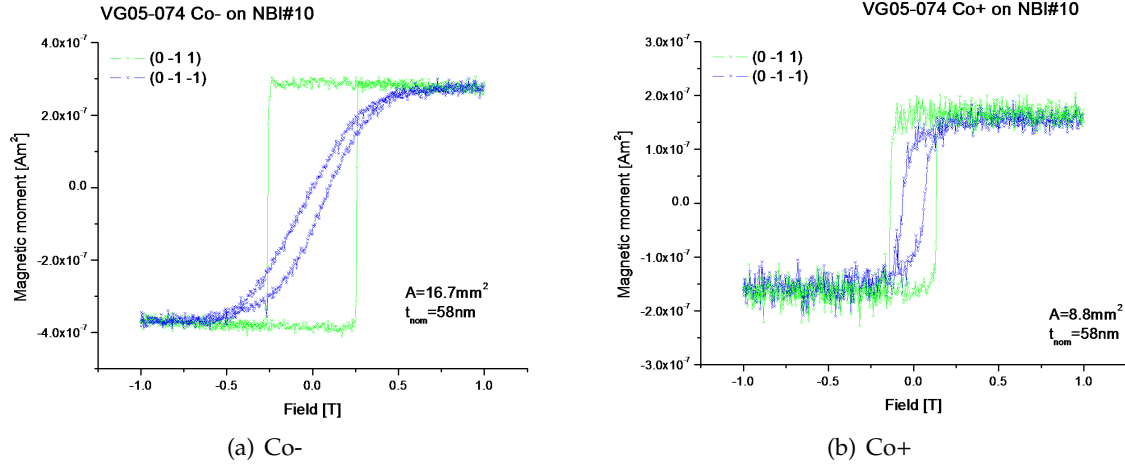 VG05-074 Co- on NBI#10
4.0x10⁻⁷
2.0x10⁻⁷
0.0
-2.0x10⁻⁷
-4.0x10⁻⁷
Magnetic moment [Am²]
(0 -1 1)
(0 -1 -1)
A=16.7mm²
t_nom=58nm
-1.0
-0.5
0.0
0.5
1.0
Field [T]
(a) Co-
VG05-074 Co+ on NBI#10
3.0x10⁻⁷
2.0x10⁻⁷
1.0x10⁻⁷
0.0
-1.0x10⁻⁷
-2.0x10⁻⁷
-3.0x10⁻⁷
Magnetic moment [Am²]
(0 -1 1)
(0 -1 -1)
A=8.8mm²
t_nom=58nm
-1.0
-0.5
0.0
0.5
1.0
Field [T]
(b) Co+